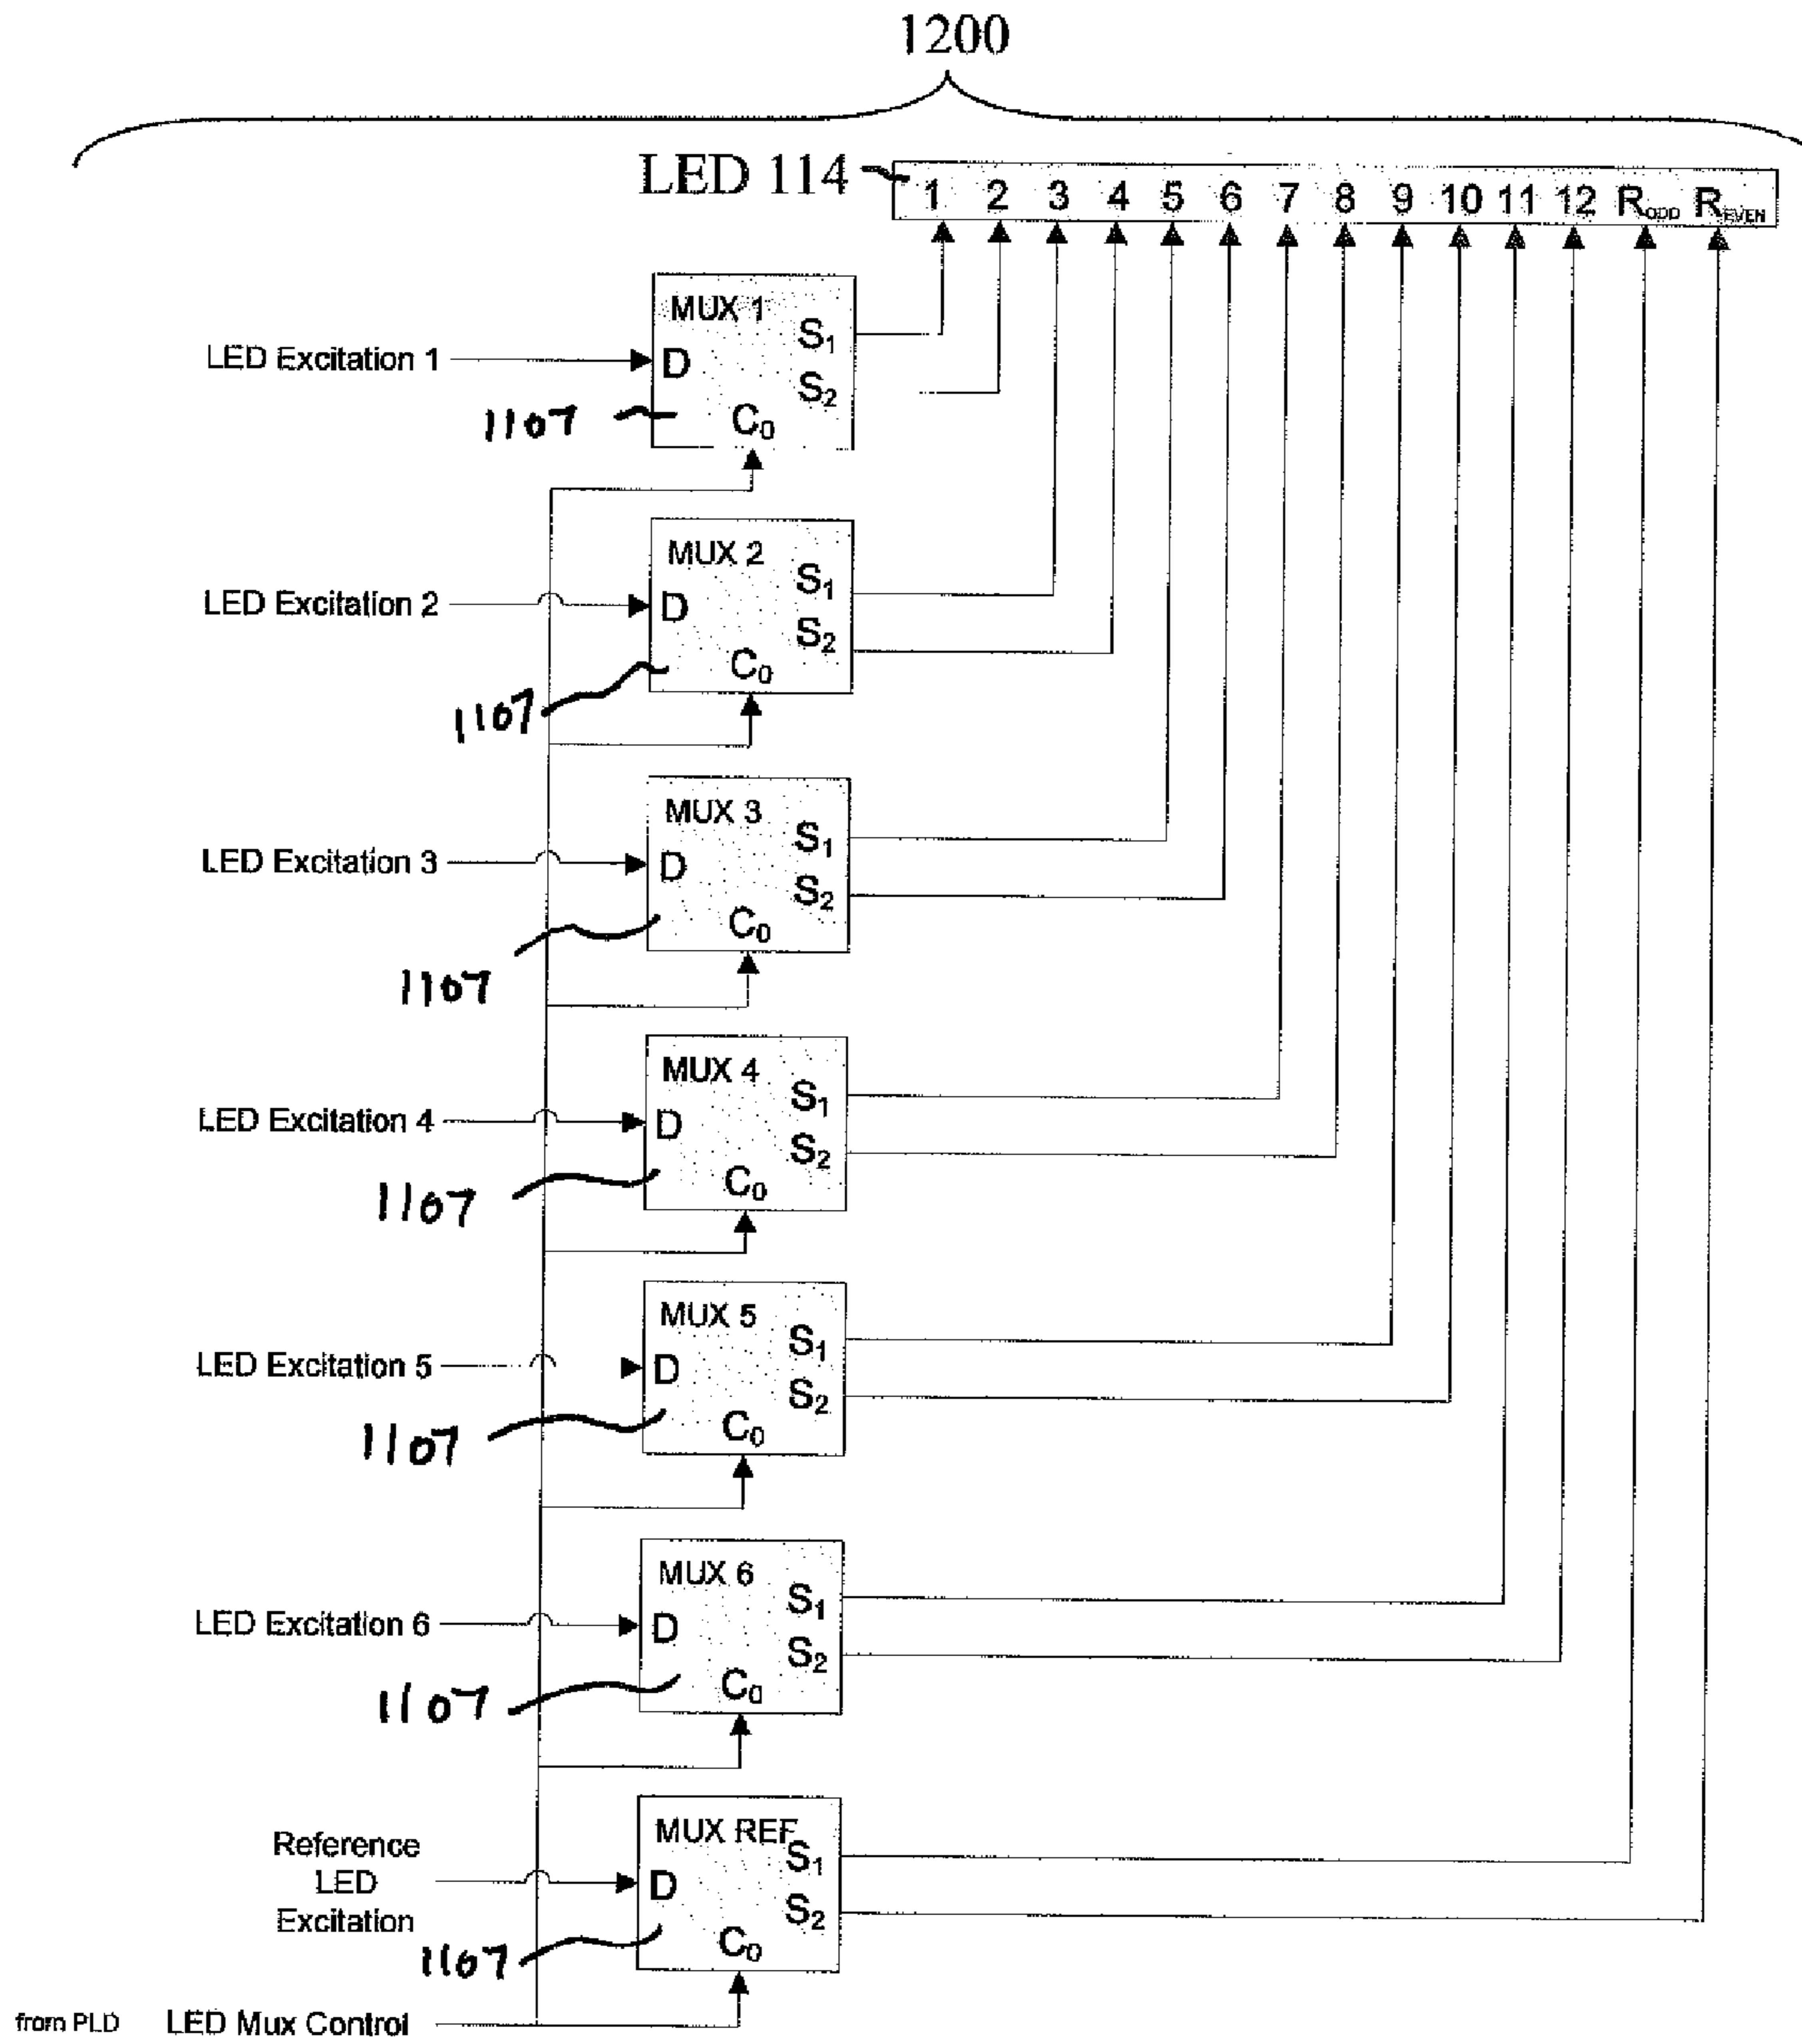 1200
LED 114
1 2 3 4 5 6 7 8 9 10 11 12 R_ODD R_EVEN
MUX 1
LED Excitation 1
D
S₁
S₂
C₀
1107
MUX 2
LED Excitation 2
D
S₁
S₂
C₀
1107
MUX 3
LED Excitation 3
D
S₁
S₂
C₀
1107
MUX 4
LED Excitation 4
D
S₁
S₂
C₀
1107
MUX 5
LED Excitation 5
D
S₁
S₂
C₀
1107
MUX 6
LED Excitation 6
D
S₁
S₂
C₀
1107
MUX REF
Reference
LED
Excitation
D
S₁
S₂
C₀
1107
from PLD LED Mux Control